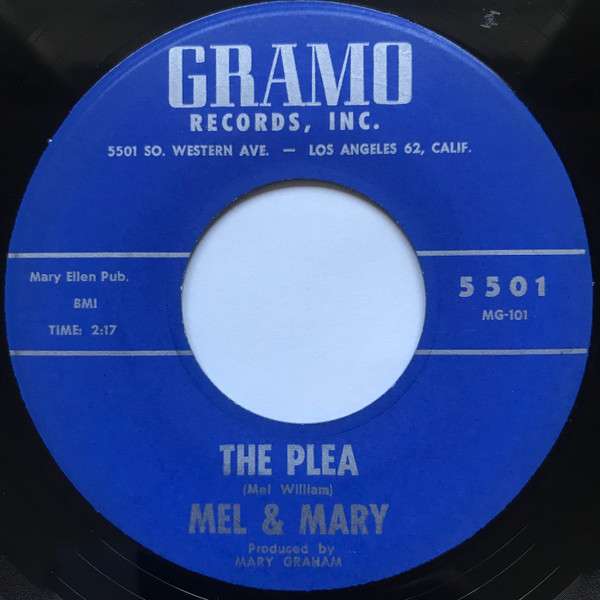 GRAMO
RECORDS, INC.
5501 SO. WESTERN AVE. — LOS ANGELES 62, CALIF.
Mary Ellen Pub.
BMI
TIME: 2:17
5501
MG-101
THE PLEA
(Mel William)
MEL & MARY
Produced by
MARY GRAHAM